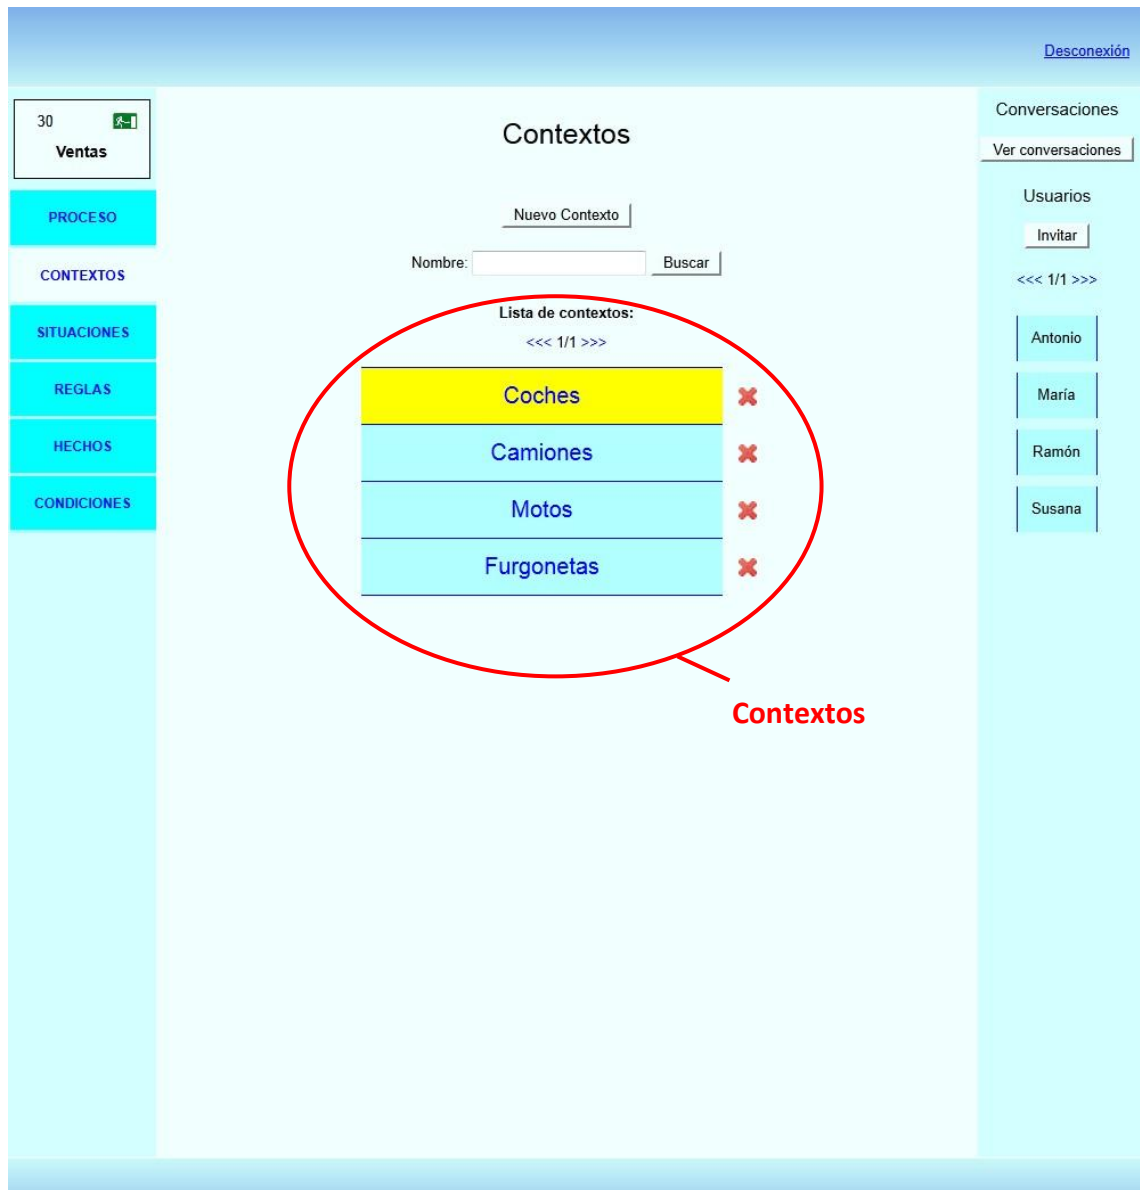 Desconexión
30
Ventas
PROCESO
CONTEXTOS
SITUACIONES
REGLAS
HECHOS
CONDICIONES
Contextos
Nuevo Contexto
Nombre: Buscar
Lista de contextos:
<<< 1/1 >>>
Coches
Camiones
Motos
Furgonetas
Contextos
Conversaciones
Ver conversaciones
Usuarios
Invitar
<<< 1/1 >>>
Antonio
María
Ramón
Susana